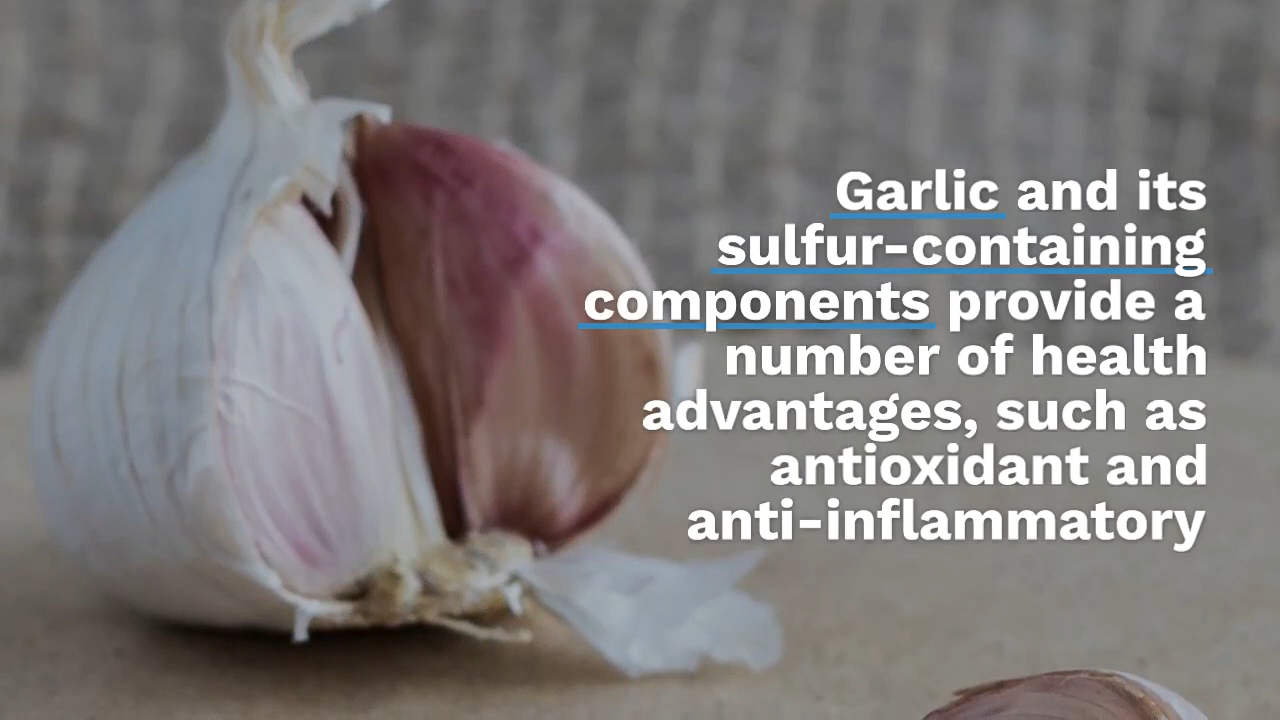 Garlic and its
sulfur-containing
components provide a
number of health
advantages, such as
antioxidant and
anti-inflammatory